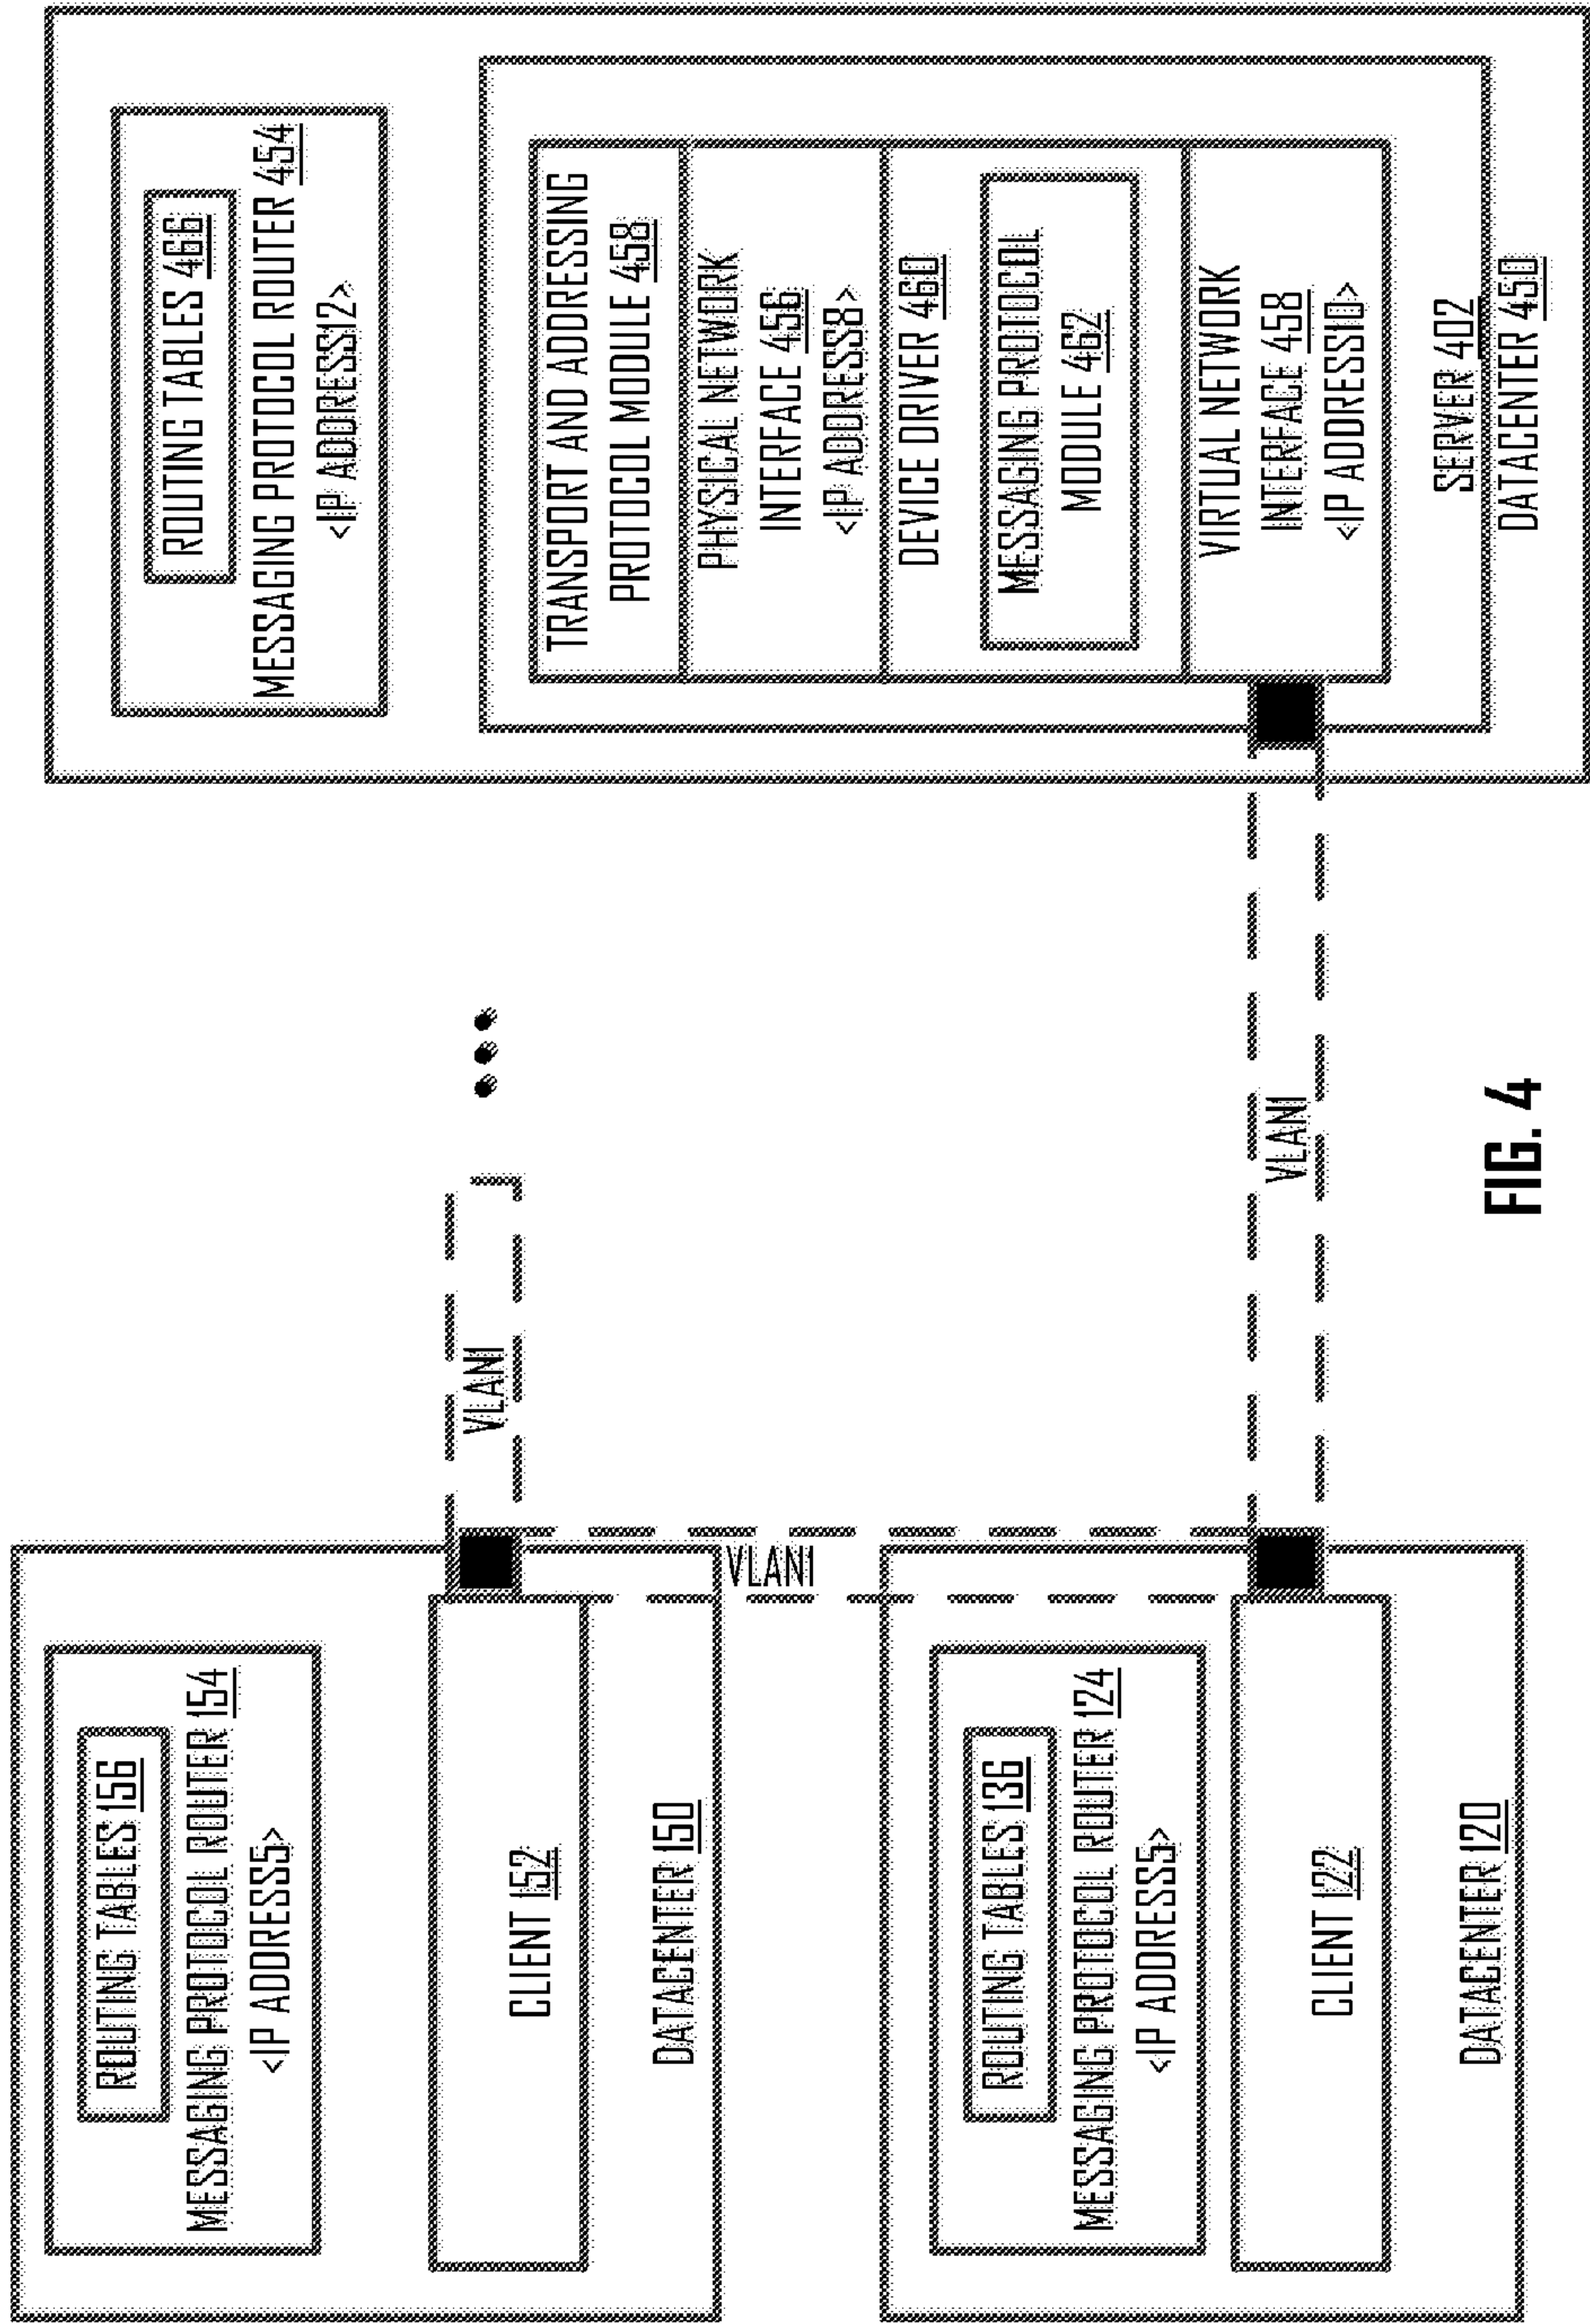 ROUTING TABLES 156
MESSAGING PROTOCOL ROUTER 154
<IP ADDRESS5>
CLIENT 152
DATACENTER 150
VLAN1
VLAN1
ROUTING TABLES 136
MESSAGING PROTOCOL ROUTER 124
<IP ADDRESS5>
CLIENT 122
DATACENTER 120
VLAN1
ROUTING TABLES 466
MESSAGING PROTOCOL ROUTER 454
<IP ADDRESS12>
TRANSPORT AND ADDRESSING
PROTOCOL MODULE 458
PHYSICAL NETWORK
INTERFACE 456
<IP ADDRESS8>
DEVICE DRIVER 460
MESSAGING PROTOCOL
MODULE 462
VIRTUAL NETWORK
INTERFACE 458
<IP ADDRESS10>
SERVER 402
DATACENTER 450
FIG. 4